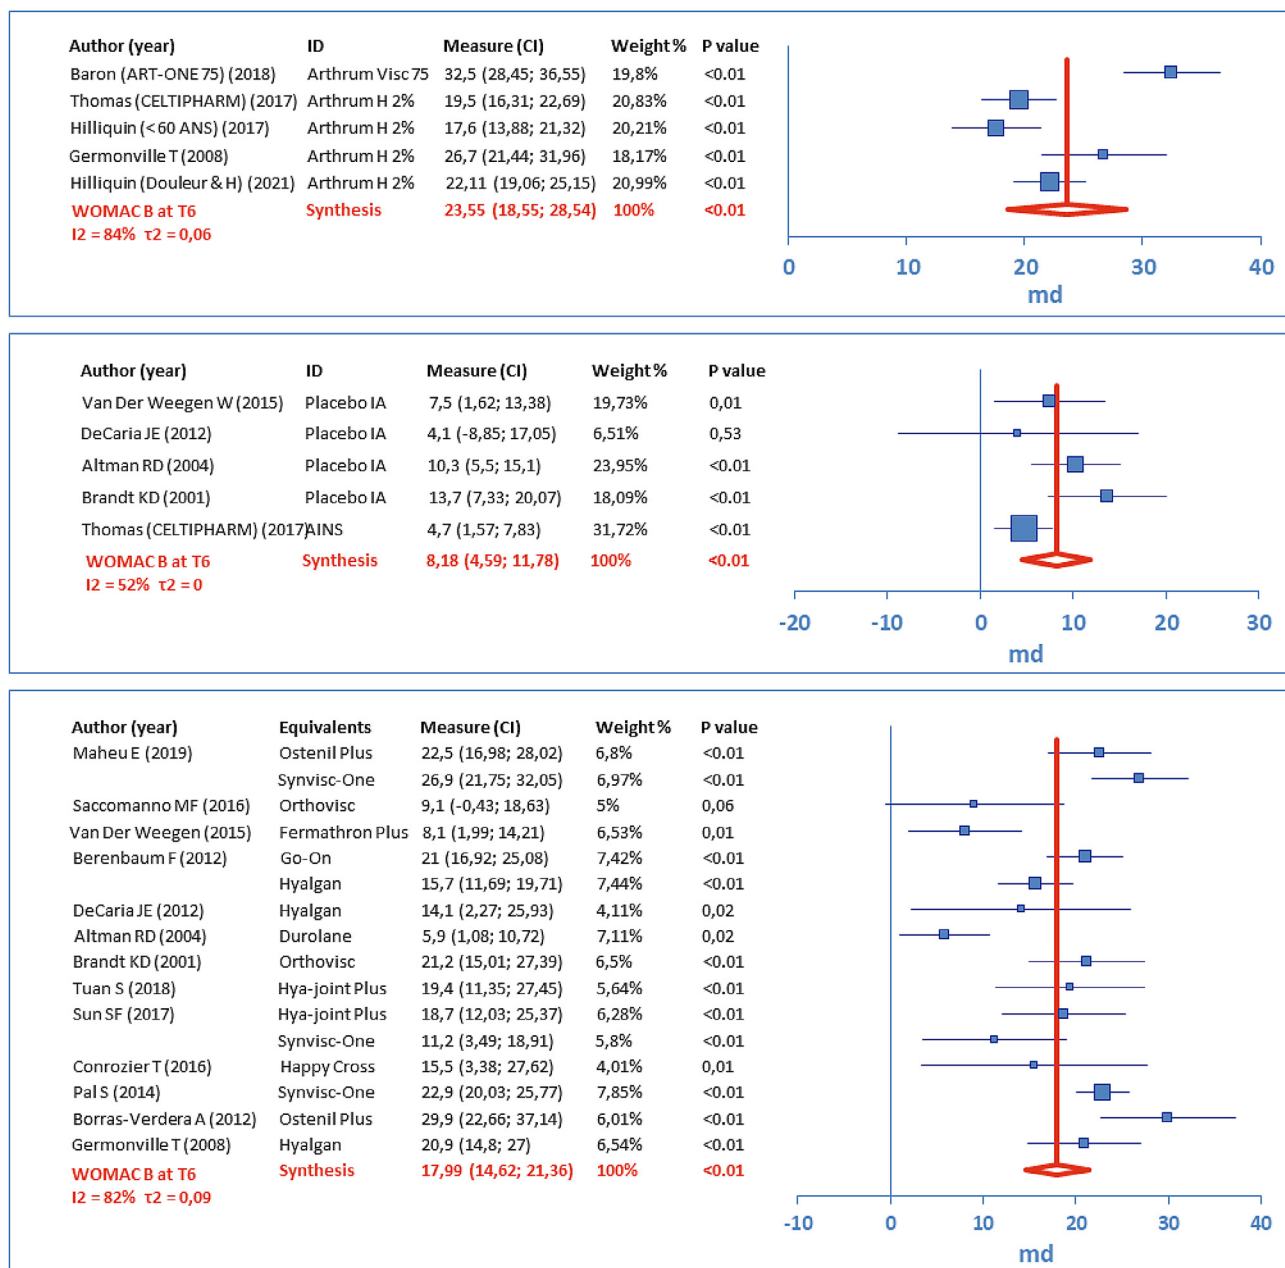 Author (year) ID Measure (CI) Weight% P value
Baron (ART-ONE 75) (2018) Arthrum Visc 75 32,5 (28,45; 36,55) 19,8% <0.01
Thomas (CELTIPHARM) (2017) Arthrum H 2% 19,5 (16,31; 22,69) 20,83% <0.01
Hilliquin (<60 ANS) (2017) Arthrum H 2% 17,6 (13,88; 21,32) 20,21% <0.01
Germonville T (2008) Arthrum H 2% 26,7 (21,44; 31,96) 18,17% <0.01
Hilliquin (Douleur & H) (2021) Arthrum H 2% 22,11 (19,06; 25,15) 20,99% <0.01
WOMAC B at T6 Synthesis 23,55 (18,55; 28,54) 100% <0.01
I2 = 84% τ2 = 0,06
0 10 20 30 40
md
Author (year) ID Measure (CI) Weight% P value
Van Der Weegen W (2015) Placebo IA 7,5 (1,62; 13,38) 19,73% 0,01
DeCaria JE (2012) Placebo IA 4,1 (-8,85; 17,05) 6,51% 0,53
Altman RD (2004) Placebo IA 10,3 (5,5; 15,1) 23,95% <0.01
Brandt KD (2001) Placebo IA 13,7 (7,33; 20,07) 18,09% <0.01
Thomas (CELTIPHARM) (2017) AINS 4,7 (1,57; 7,83) 31,72% <0.01
WOMAC B at T6 Synthesis 8,18 (4,59; 11,78) 100% <0.01
I2 = 52% τ2 = 0
-20 -10 0 10 20 30
md
Author (year) Equivalents Measure (CI) Weight % P value
Maheu E (2019) Ostenil Plus 22,5 (16,98; 28,02) 6,8% <0.01
Synvisc-One 26,9 (21,75; 32,05) 6,97% <0.01
Saccomanno MF (2016) Orthovisc 9,1 (-0,43; 18,63) 5% 0,06
Van Der Weegen (2015) Fermathron Plus 8,1 (1,99; 14,21) 6,53% 0,01
Berenbaum F (2012) Go-On 21 (16,92; 25,08) 7,42% <0.01
Hyalgan 15,7 (11,69; 19,71) 7,44% <0.01
DeCaria JE (2012) Hyalgan 14,1 (2,27; 25,93) 4,11% 0,02
Altman RD (2004) Durolane 5,9 (1,08; 10,72) 7,11% 0,02
Brandt KD (2001) Orthovisc 21,2 (15,01; 27,39) 6,5% <0.01
Tuan S (2018) Hya-joint Plus 19,4 (11,35; 27,45) 5,64% <0.01
Sun SF (2017) Hya-joint Plus 18,7 (12,03; 25,37) 6,28% <0.01
Synvisc-One 11,2 (3,49; 18,91) 5,8% <0.01
Conrozier T (2016) Happy Cross 15,5 (3,38; 27,62) 4,01% 0,01
Pal S (2014) Synvisc-One 22,9 (20,03; 25,77) 7,85% <0.01
Borras-Verdera A (2012) Ostenil Plus 29,9 (22,66; 37,14) 6,01% <0.01
Germonville T (2008) Hyalgan 20,9 (14,8; 27) 6,54% <0.01
WOMAC B at T6 Synthesis 17,99 (14,62; 21,36) 100% <0.01
I2 = 82% τ2 = 0,09
-10 0 10 20 30 40
md